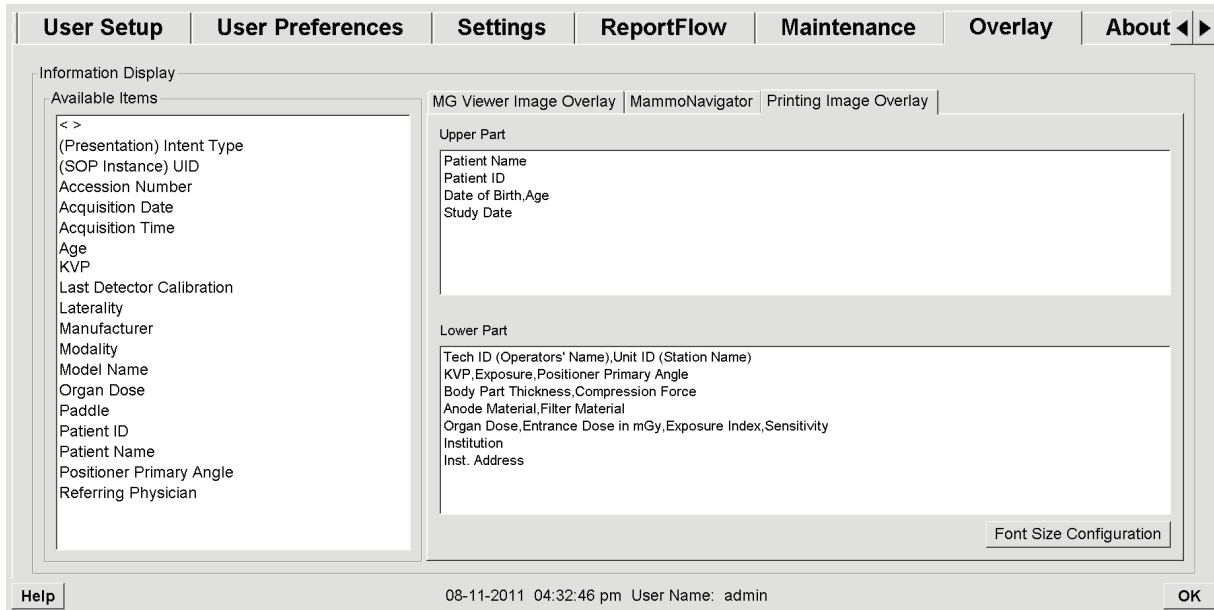 User Setup User Preferences Settings ReportFlow Maintenance Overlay About
Information Display
Available Items
< >
(Presentation) Intent Type
(SOP Instance) UID
Accession Number
Acquisition Date
Acquisition Time
Age
KVP
Last Detector Calibration
Laterality
Manufacturer
Modality
Model Name
Organ Dose
Paddle
Patient ID
Patient Name
Positioner Primary Angle
Referring Physician
MG Viewer Image Overlay MammoNavigator Printing Image Overlay
Upper Part
Patient Name
Patient ID
Date of Birth,Age
Study Date
Lower Part
Tech ID (Operators' Name),Unit ID (Station Name)
KVP,Exposure,Positioner Primary Angle
Body Part Thickness,Compression Force
Anode Material,Filter Material
Organ Dose,Entrance Dose in mGy,Exposure Index,Sensitivity
Institution
Inst. Address
Font Size Configuration
Help 08-11-2011 04:32:46 pm User Name: admin OK